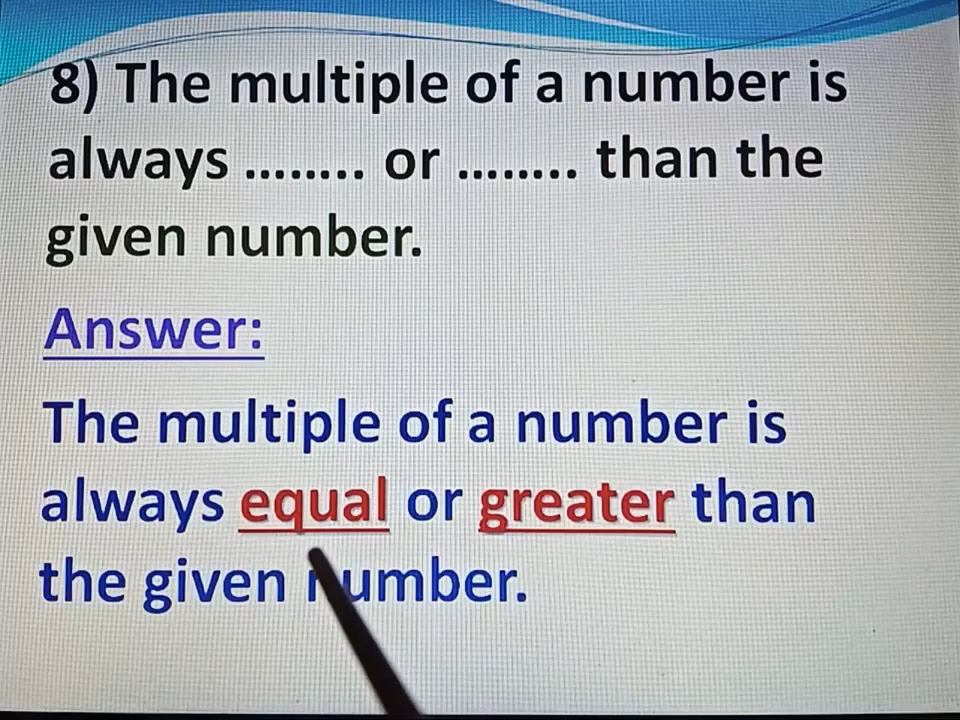 8) The multiple of a number is
always ........ or ........ than the
given number.
Answer:
The multiple of a number is
always equal or greater than
the given number.